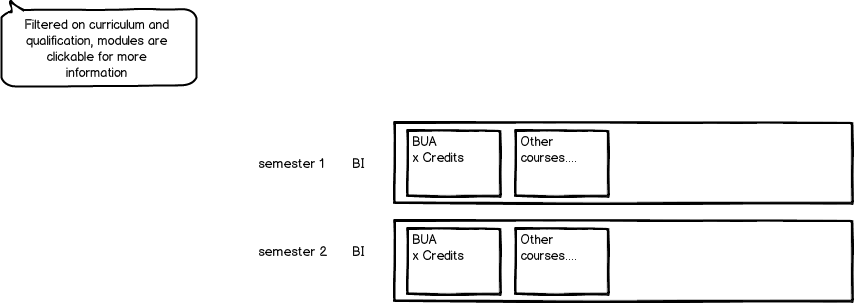 Filtered on curriculum and
qualification, modules are
clickable for more
information
semester 1 BI
BUA
x Credits
Other
courses....
semester 2 BI
BUA
x Credits
Other
courses....